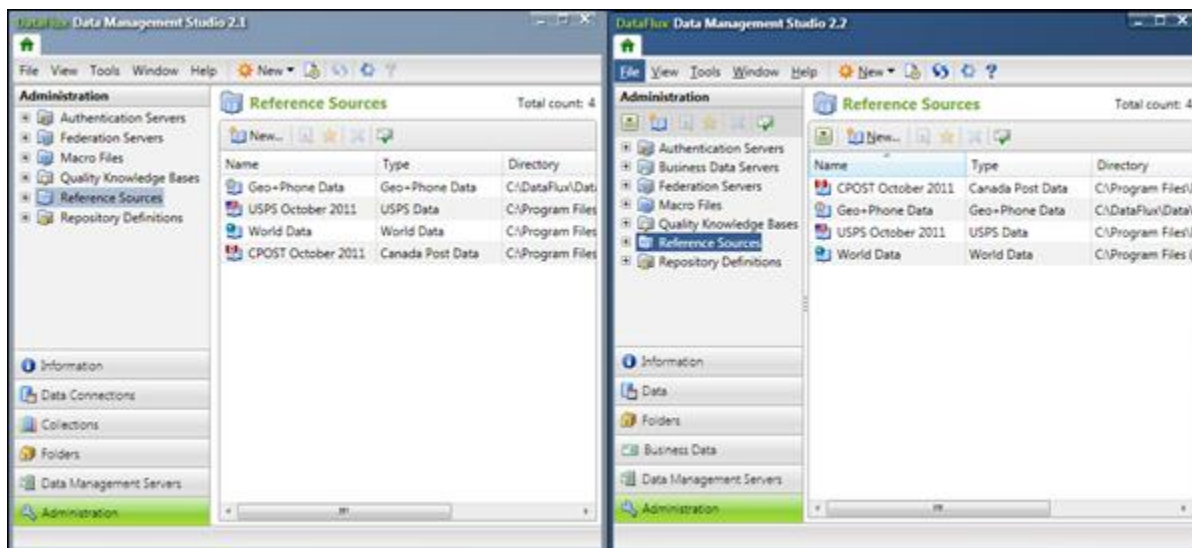 DataFlux Data Management Studio 2.1
File View Tools Window Help New
Administration
Authentication Servers
Federation Servers
Macro Files
Quality Knowledge Bases
Reference Sources
Repository Definitions
Information
Data Connections
Collections
Folders
Data Management Servers
Administration
Reference Sources Total count: 4
New...
Name Type Directory
Geo+Phone Data Geo+Phone Data C:\DataFlux\Data
USPS October 2011 USPS Data C:\Program Files
World Data World Data C:\Program Files
CPOST October 2011 Canada Post Data C:\Program Files
DataFlux Data Management Studio 2.2
File View Tools Window Help New
Administration
Authentication Servers
Business Data Servers
Federation Servers
Macro Files
Quality Knowledge Bases
Reference Sources
Repository Definitions
Information
Data
Folders
Business Data
Data Management Servers
Administration
Reference Sources Total count: 4
New...
Name Type Directory
CPOST October 2011 Canada Post Data C:\Program Files\
Geo+Phone Data Geo+Phone Data C:\DataFlux\Data\
USPS October 2011 USPS Data C:\Program Files\
World Data World Data C:\Program Files (